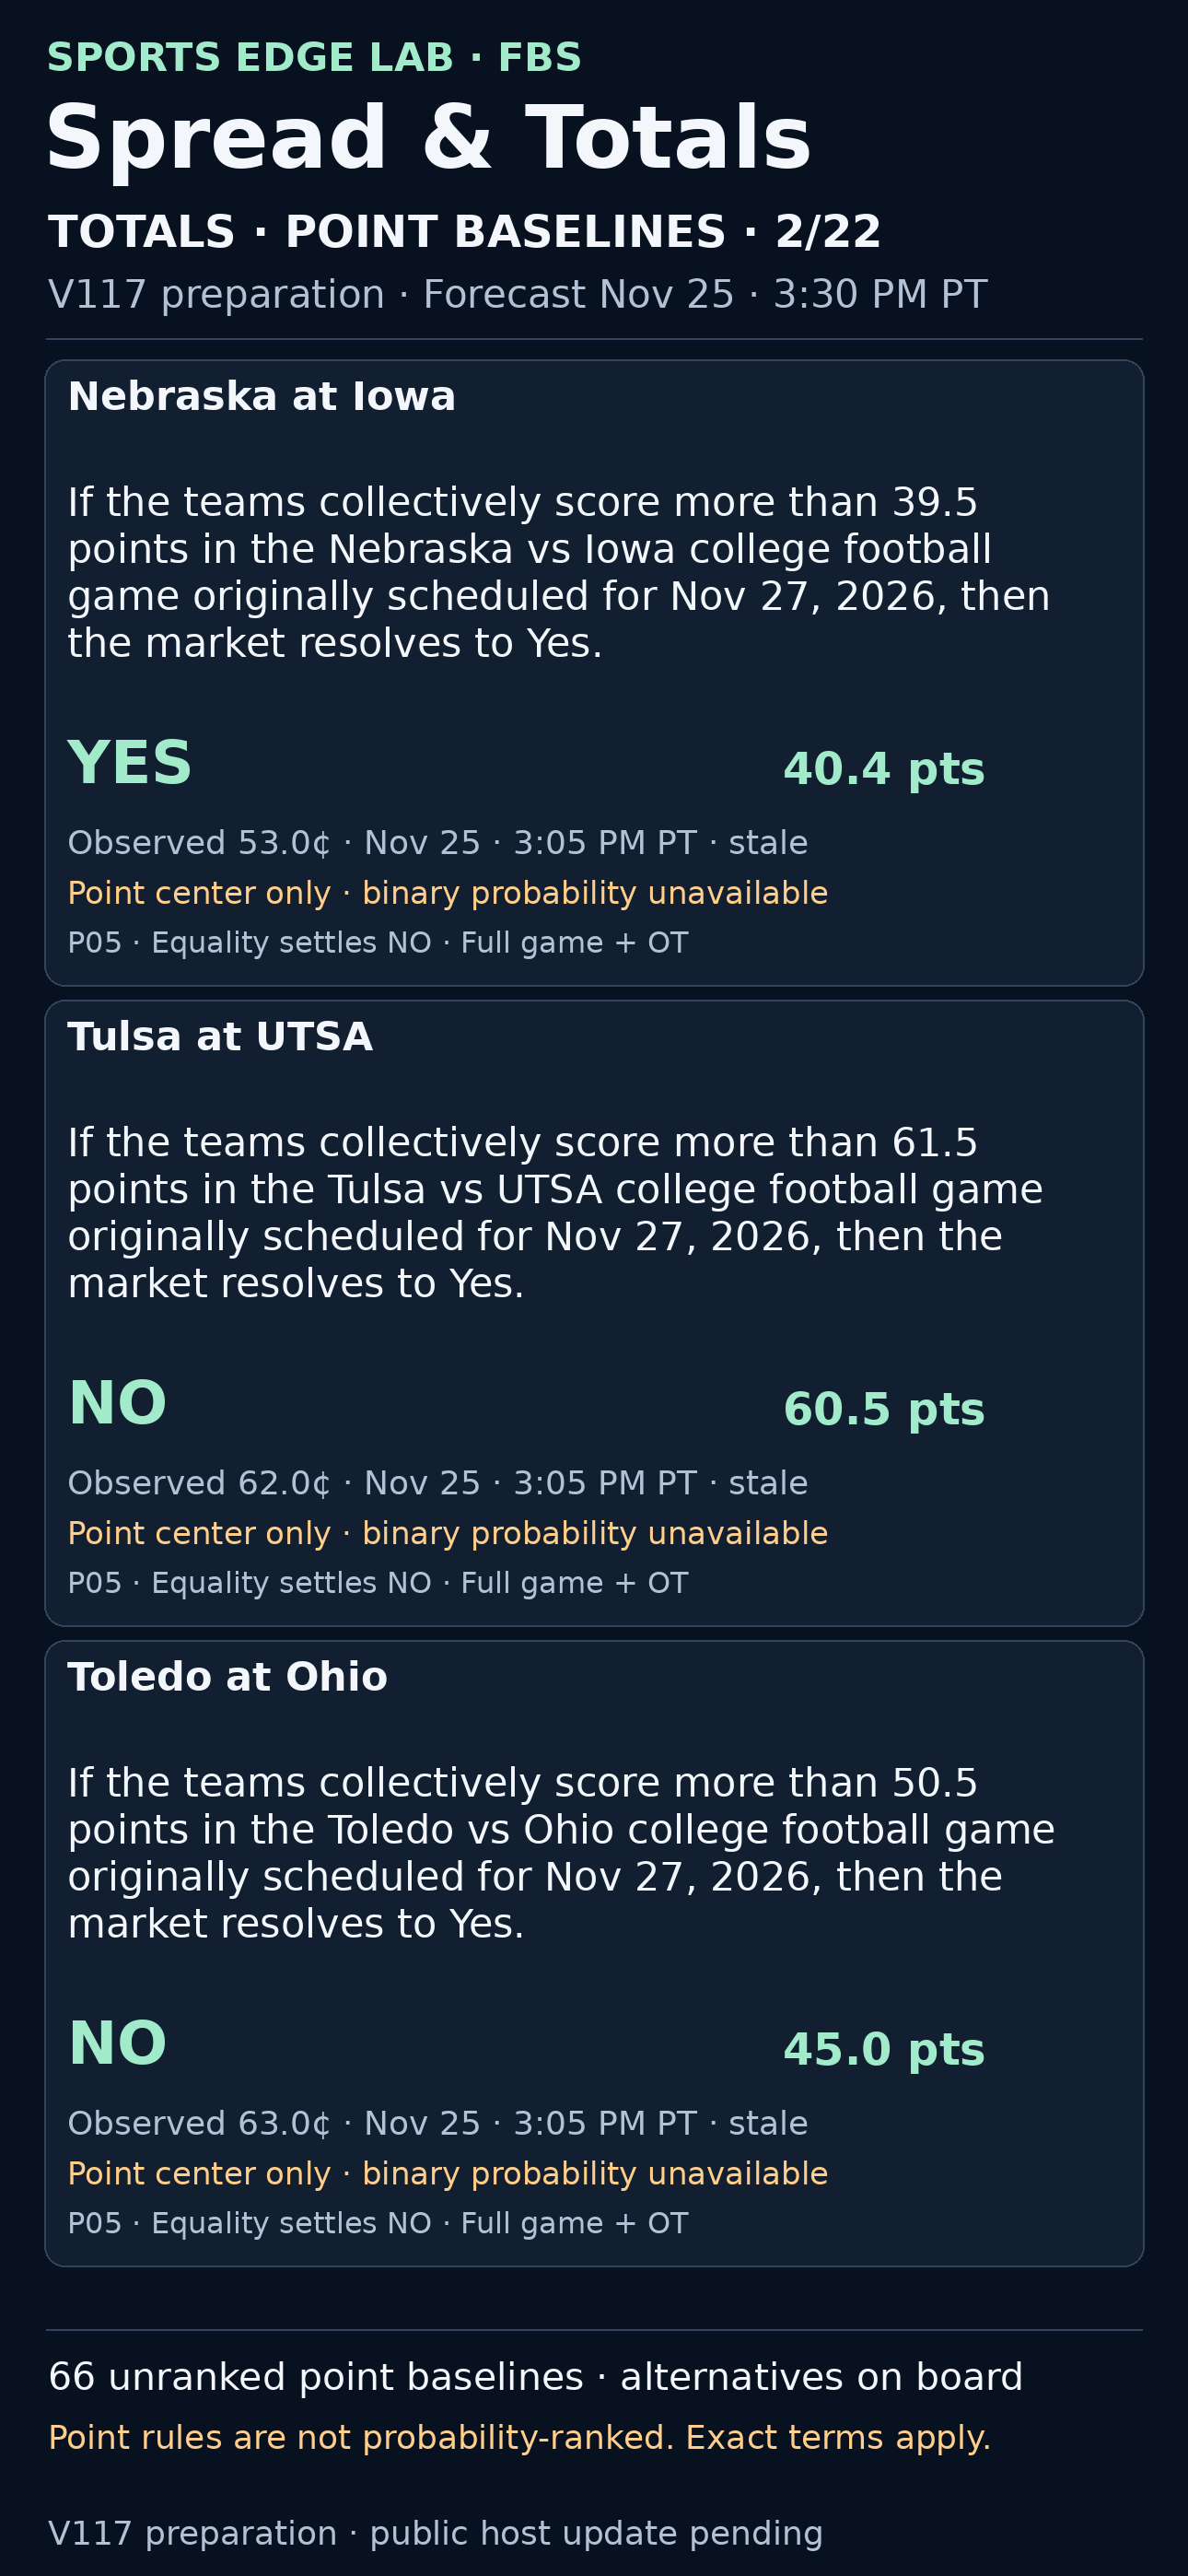 SPORTS EDGE LAB · FBS
Spread & Totals
TOTALS · POINT BASELINES · 2/22
V117 preparation · Forecast Nov 25 · 3:30 PM PT
Nebraska at Iowa
If the teams collectively score more than 39.5
points in the Nebraska vs Iowa college football
game originally scheduled for Nov 27, 2026, then
the market resolves to Yes.
YES 40.4 pts
Observed 53.0¢ · Nov 25 · 3:05 PM PT · stale
Point center only · binary probability unavailable
P05 · Equality settles NO · Full game + OT
Tulsa at UTSA
If the teams collectively score more than 61.5
points in the Tulsa vs UTSA college football game
originally scheduled for Nov 27, 2026, then the
market resolves to Yes.
NO 60.5 pts
Observed 62.0¢ · Nov 25 · 3:05 PM PT · stale
Point center only · binary probability unavailable
P05 · Equality settles NO · Full game + OT
Toledo at Ohio
If the teams collectively score more than 50.5
points in the Toledo vs Ohio college football game
originally scheduled for Nov 27, 2026, then the
market resolves to Yes.
NO 45.0 pts
Observed 63.0¢ · Nov 25 · 3:05 PM PT · stale
Point center only · binary probability unavailable
P05 · Equality settles NO · Full game + OT
66 unranked point baselines · alternatives on board
Point rules are not probability-ranked. Exact terms apply.
V117 preparation · public host update pending